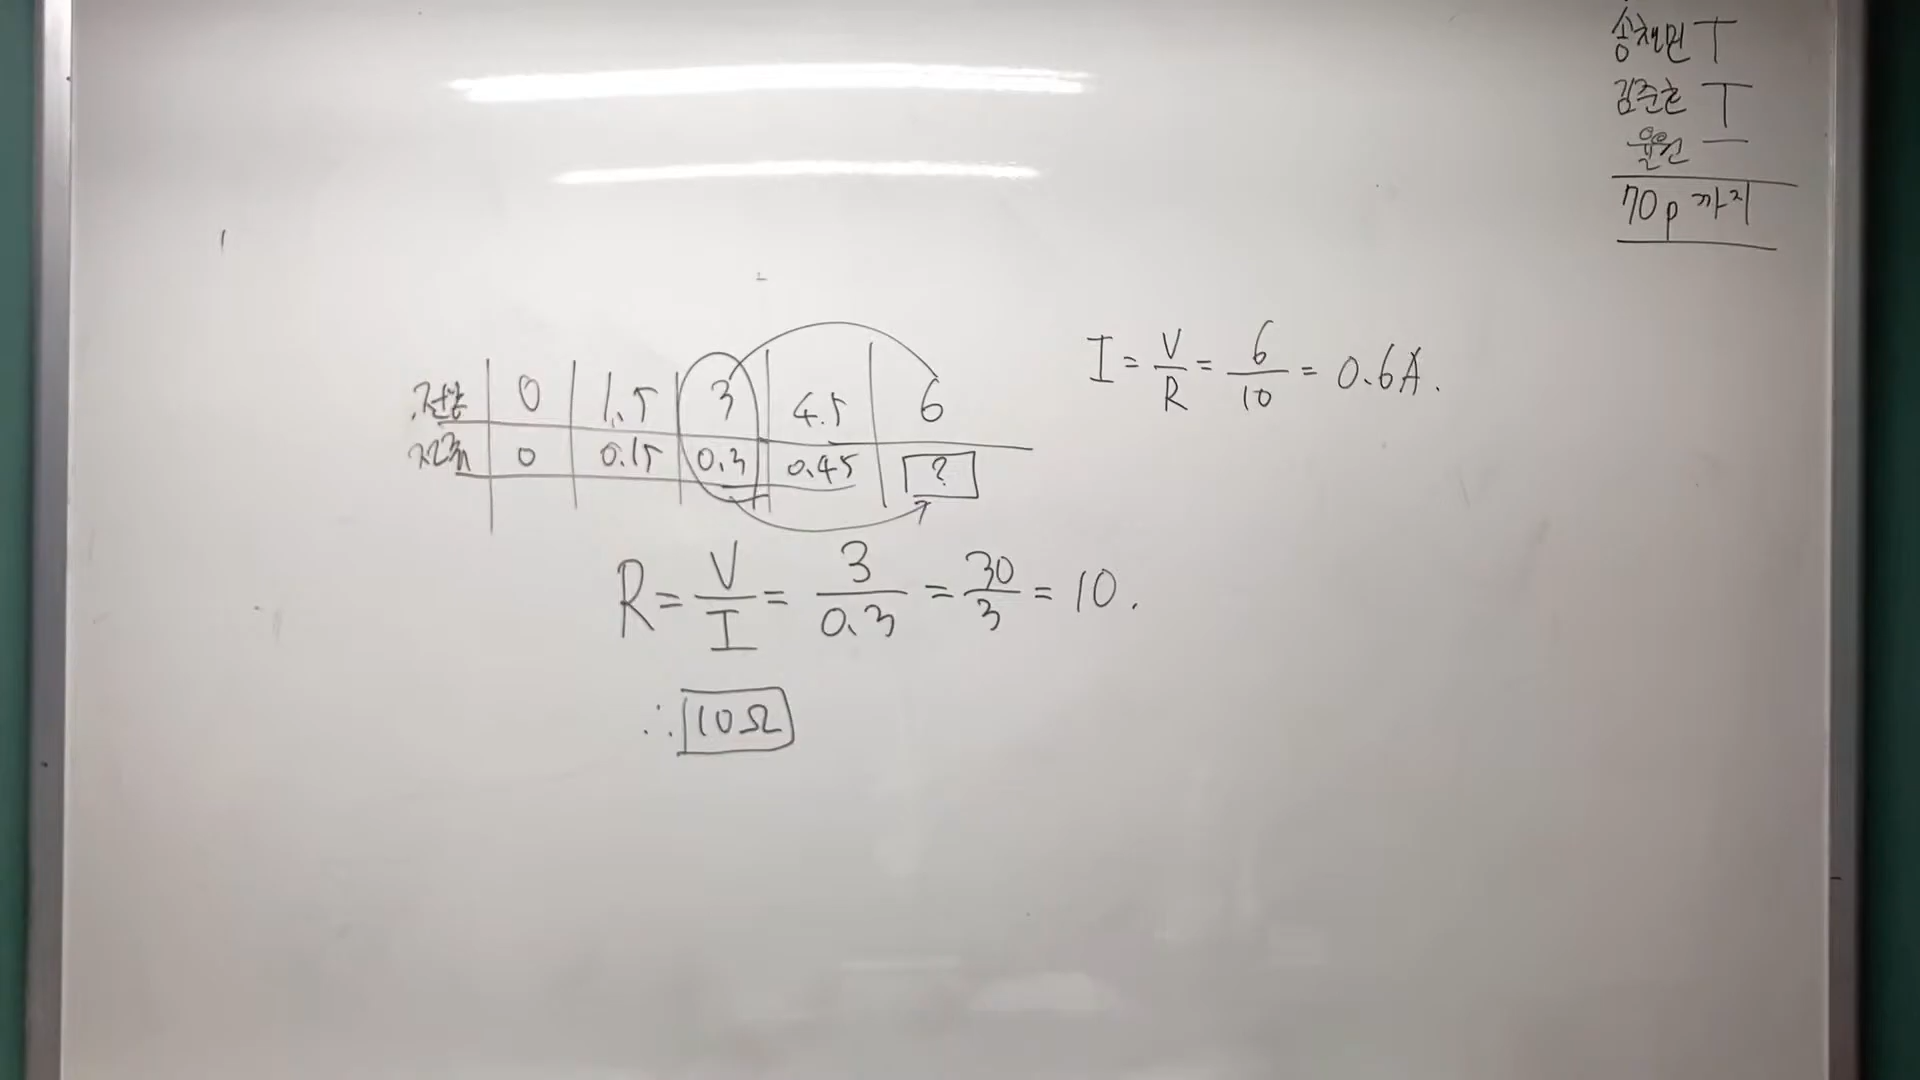 송채민 T
김준호 T
70p 까지
전압 0 1.5 3 4.5 6
전류 0 0.15 0.3 0.45 ?
I = V/R = 6/10 = 0.6A.
R = V/I = 3/0.3 = 30/3 = 10.
∴ 10Ω